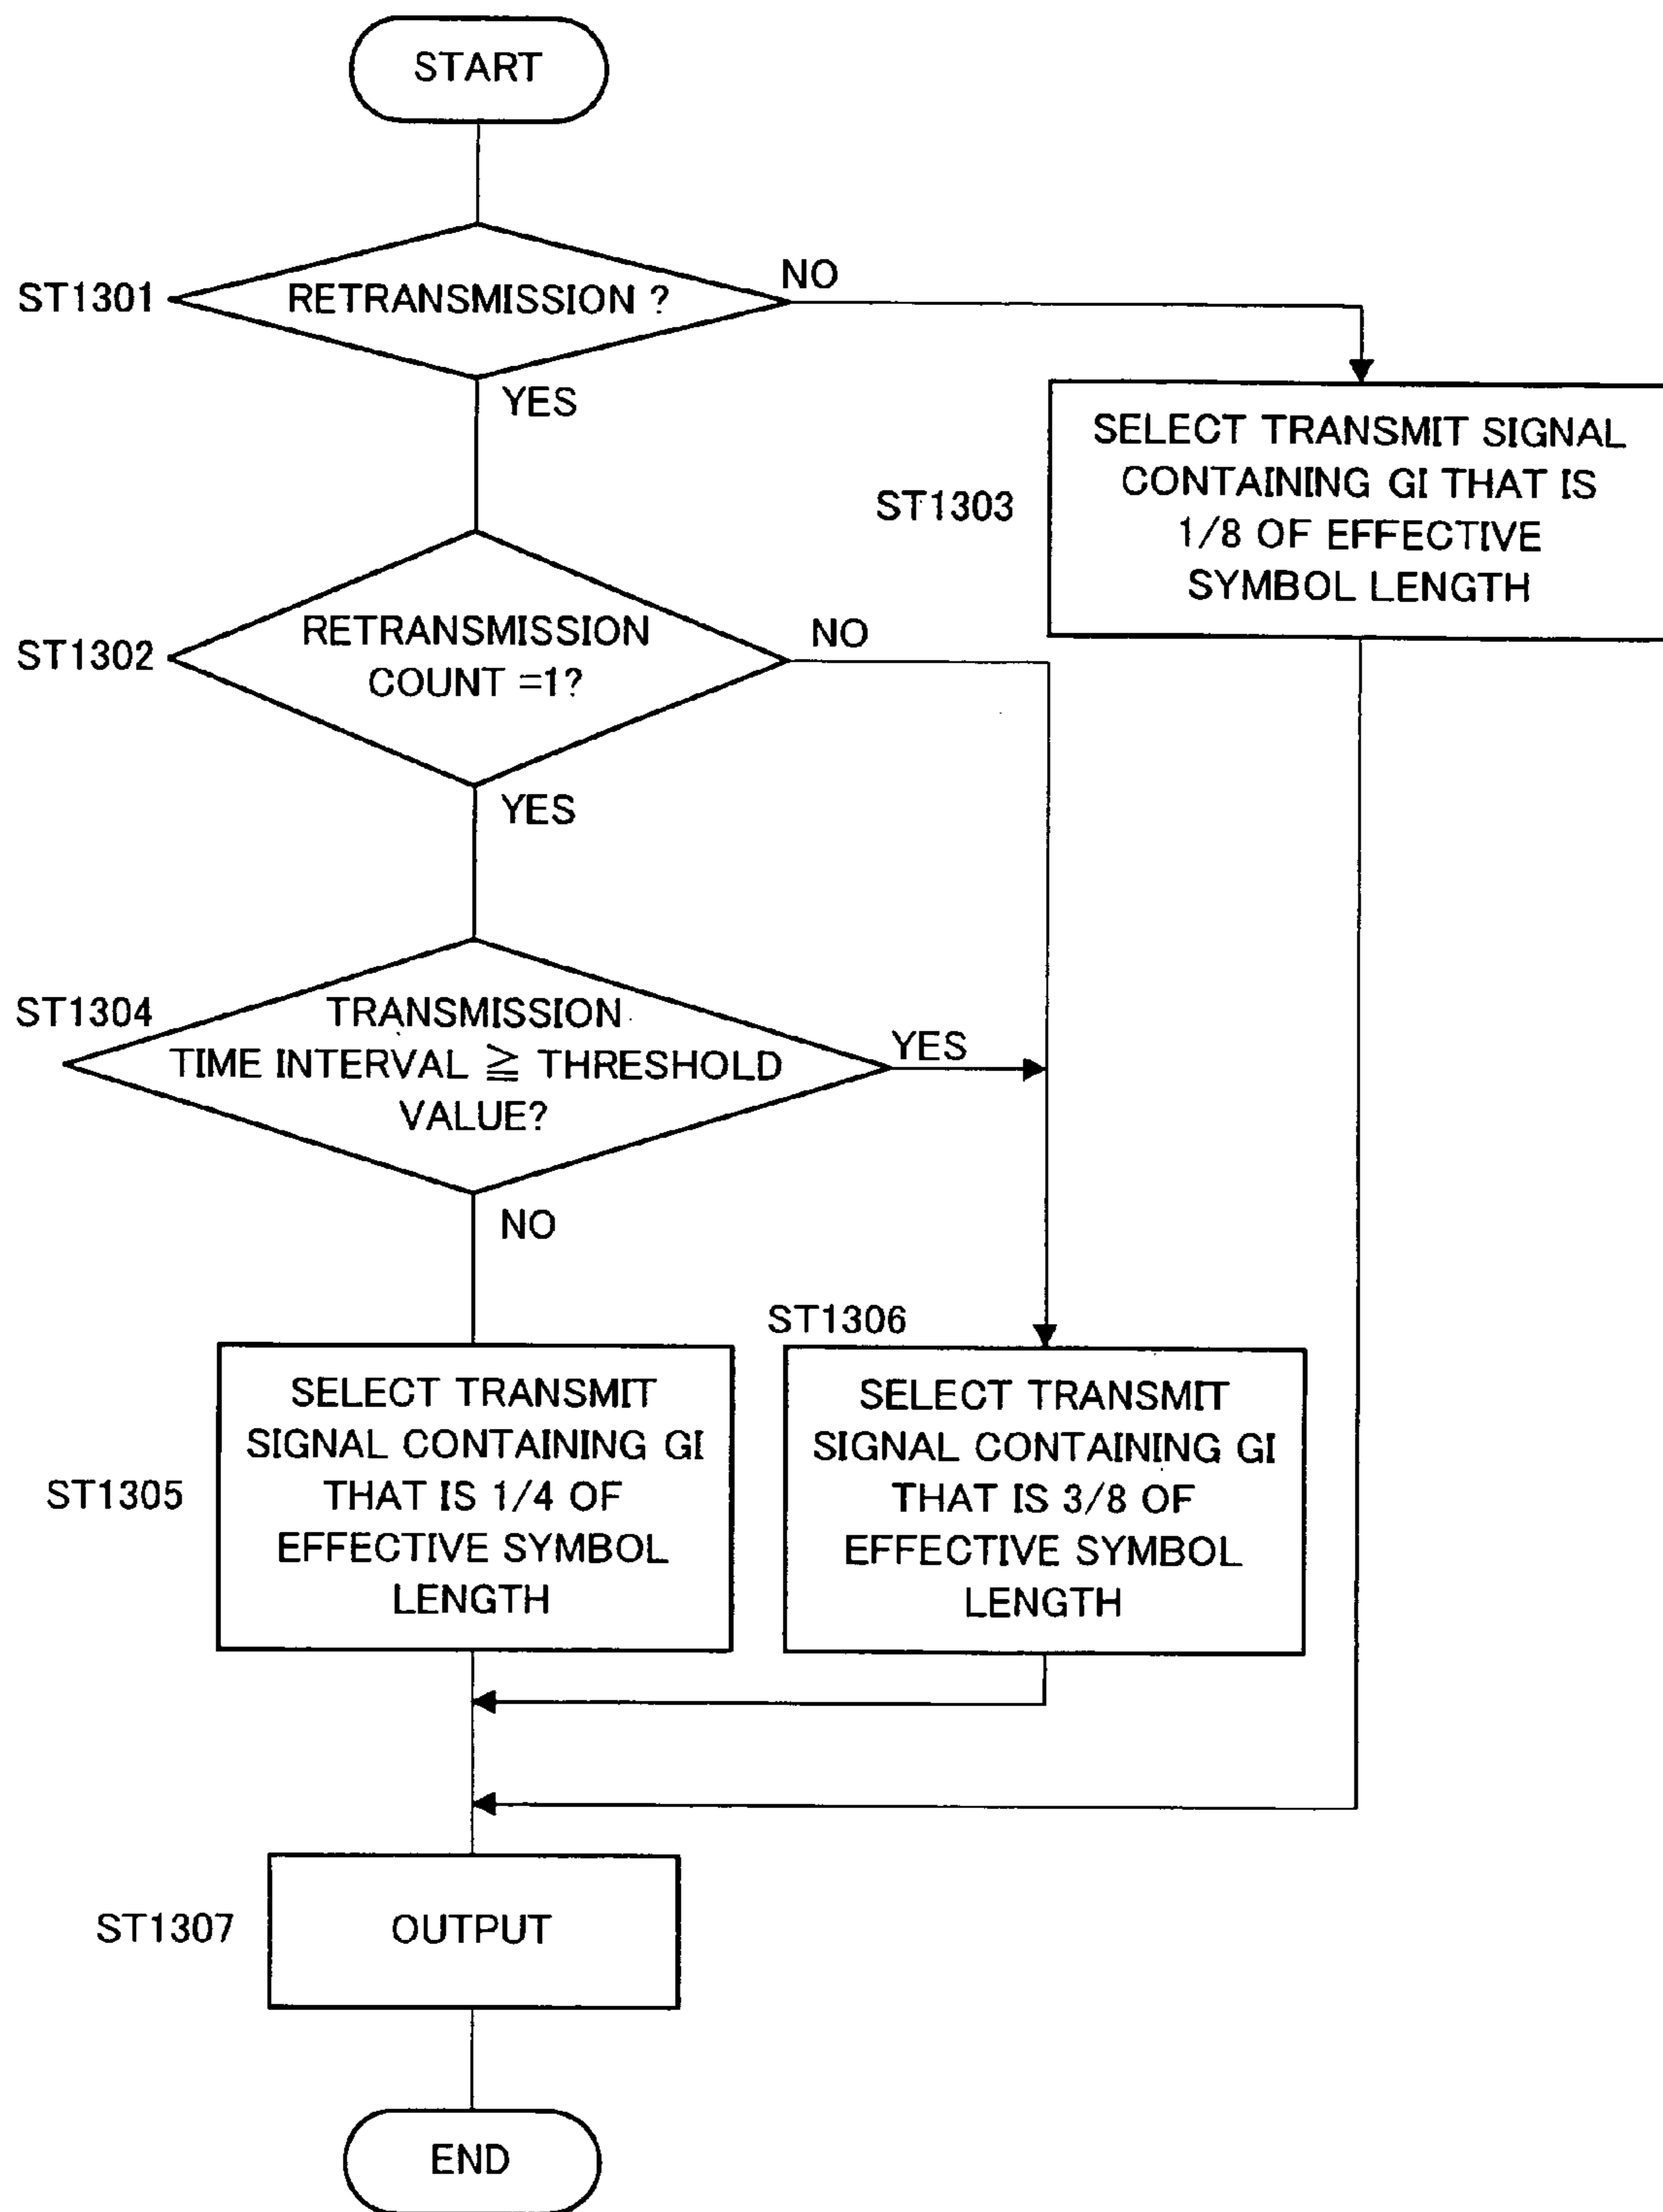 START
ST1301
RETRANSMISSION ?
NO
YES
SELECT TRANSMIT SIGNAL
CONTAINING GI THAT IS
1/8 OF EFFECTIVE
SYMBOL LENGTH
ST1303
ST1302
RETRANSMISSION
COUNT =1?
NO
YES
ST1304
TRANSMISSION
TIME INTERVAL ≧ THRESHOLD
VALUE?
YES
NO
ST1305
SELECT TRANSMIT
SIGNAL CONTAINING GI
THAT IS 1/4 OF
EFFECTIVE SYMBOL
LENGTH
ST1306
SELECT TRANSMIT
SIGNAL CONTAINING GI
THAT IS 3/8 OF
EFFECTIVE SYMBOL
LENGTH
ST1307
OUTPUT
END